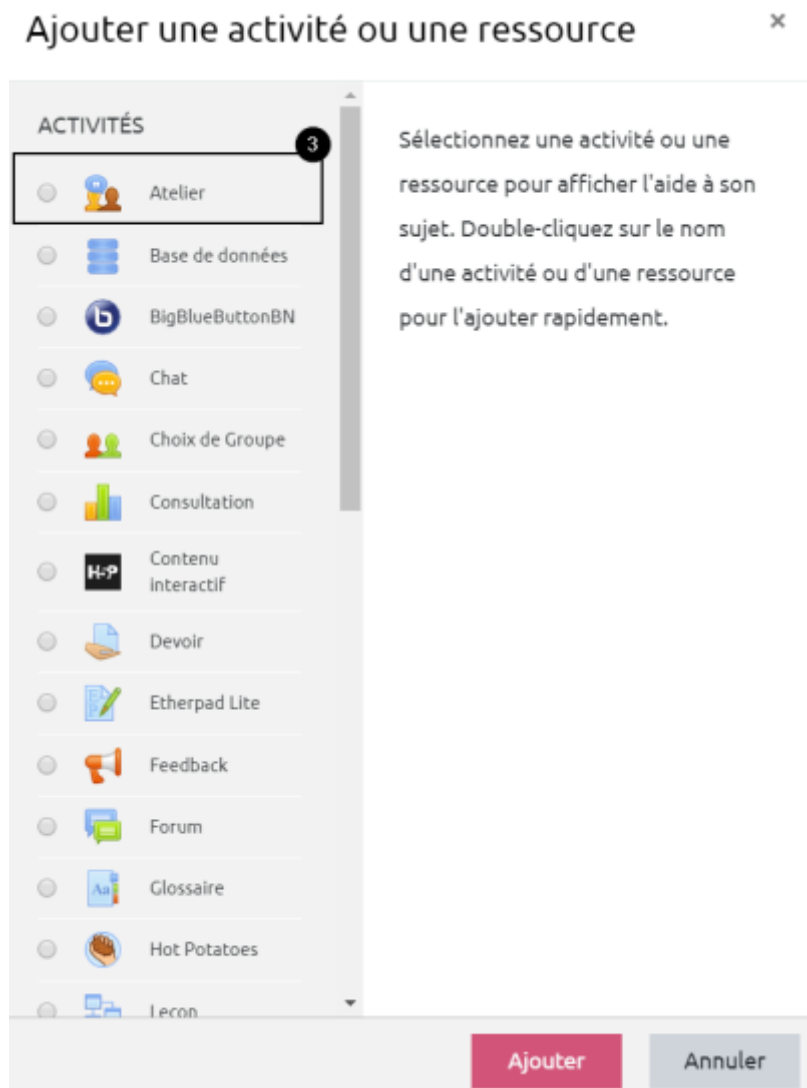 Ajouter une activité ou une ressource
×
ACTIVITÉS
3
Atelier
Base de données
b
BigBlueButtonBN
Chat
Choix de Groupe
Consultation
H5P
Contenu
interactif
Devoir
Etherpad Lite
Feedback
Forum
Aa
Glossaire
Hot Potatoes
Leçon
Sélectionnez une activité ou une
ressource pour afficher l'aide à son
sujet. Double-cliquez sur le nom
d'une activité ou d'une ressource
pour l'ajouter rapidement.
Ajouter
Annuler